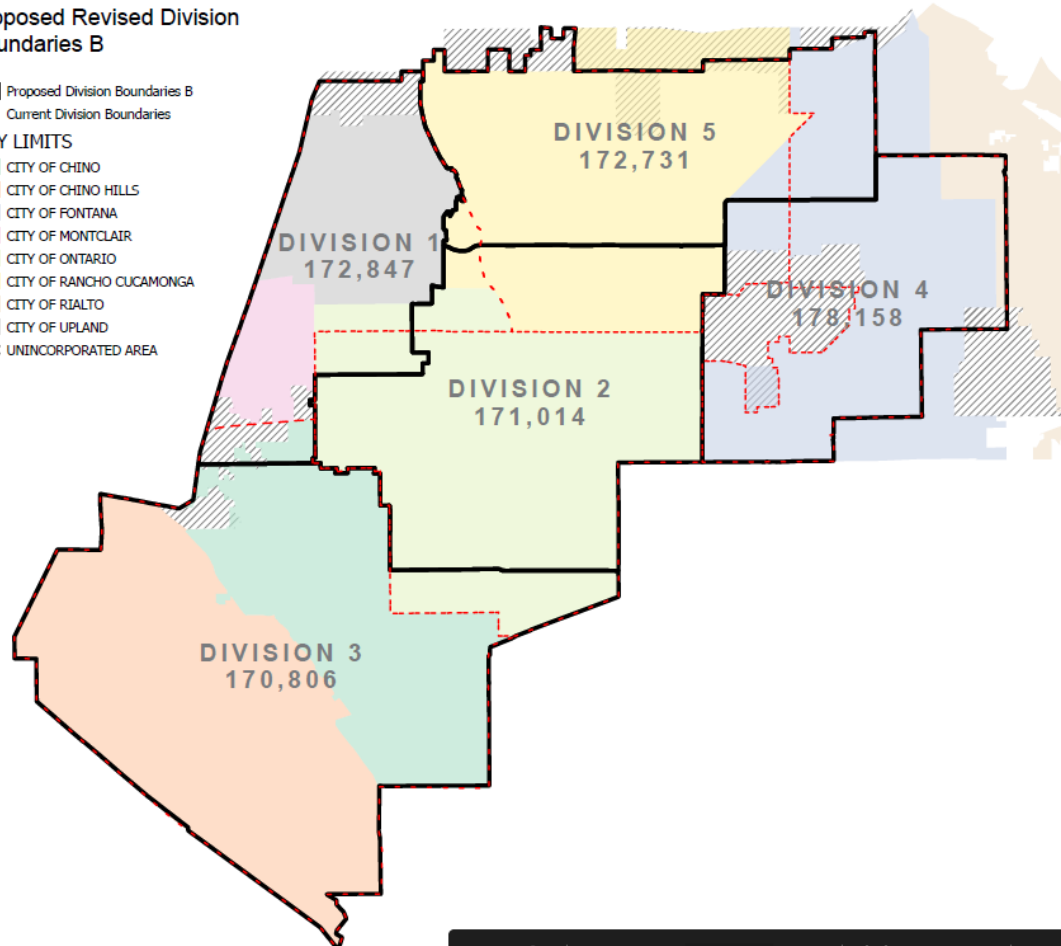 oposed Revised Division
undaries B
Proposed Division Boundaries B
Current Division Boundaries
Y LIMITS
CITY OF CHINO
CITY OF CHINO HILLS
CITY OF FONTANA
CITY OF MONTCLAIR
CITY OF ONTARIO
CITY OF RANCHO CUCAMONGA
CITY OF RIALTO
CITY OF UPLAND
UNINCORPORATED AREA
DIVISION 5
172,731
DIVISION 1
172,847
DIVISION 4
178,158
DIVISION 2
171,014
DIVISION 3
170,806